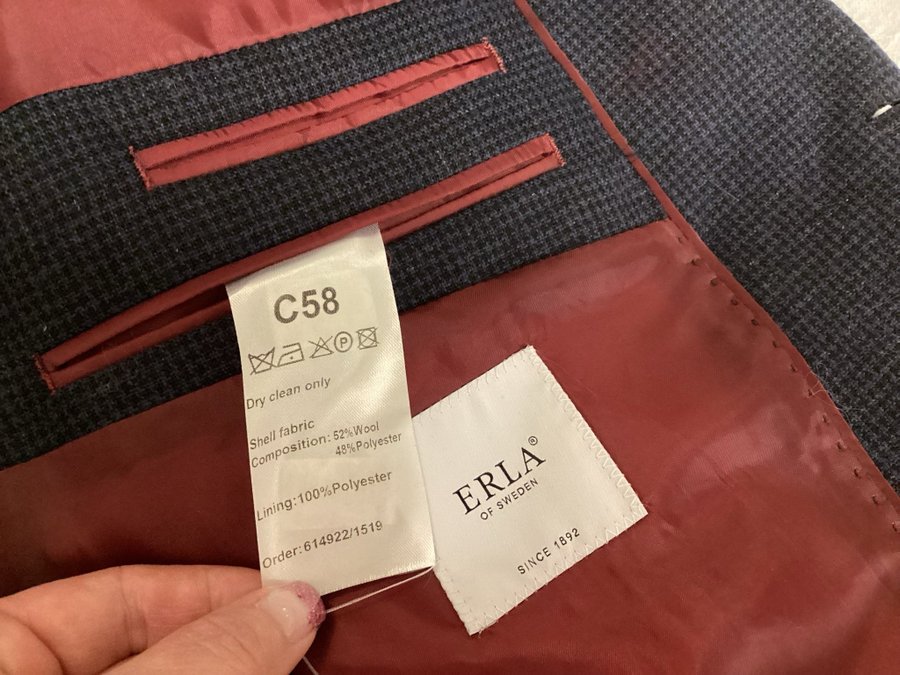 C58
P
Dry clean only
Shell fabric
Composition: 52%Wool
48%Polyester
Lining:100%Polyester
Order:614922/1519
ERLA®
OF SWEDEN
SINCE 1892